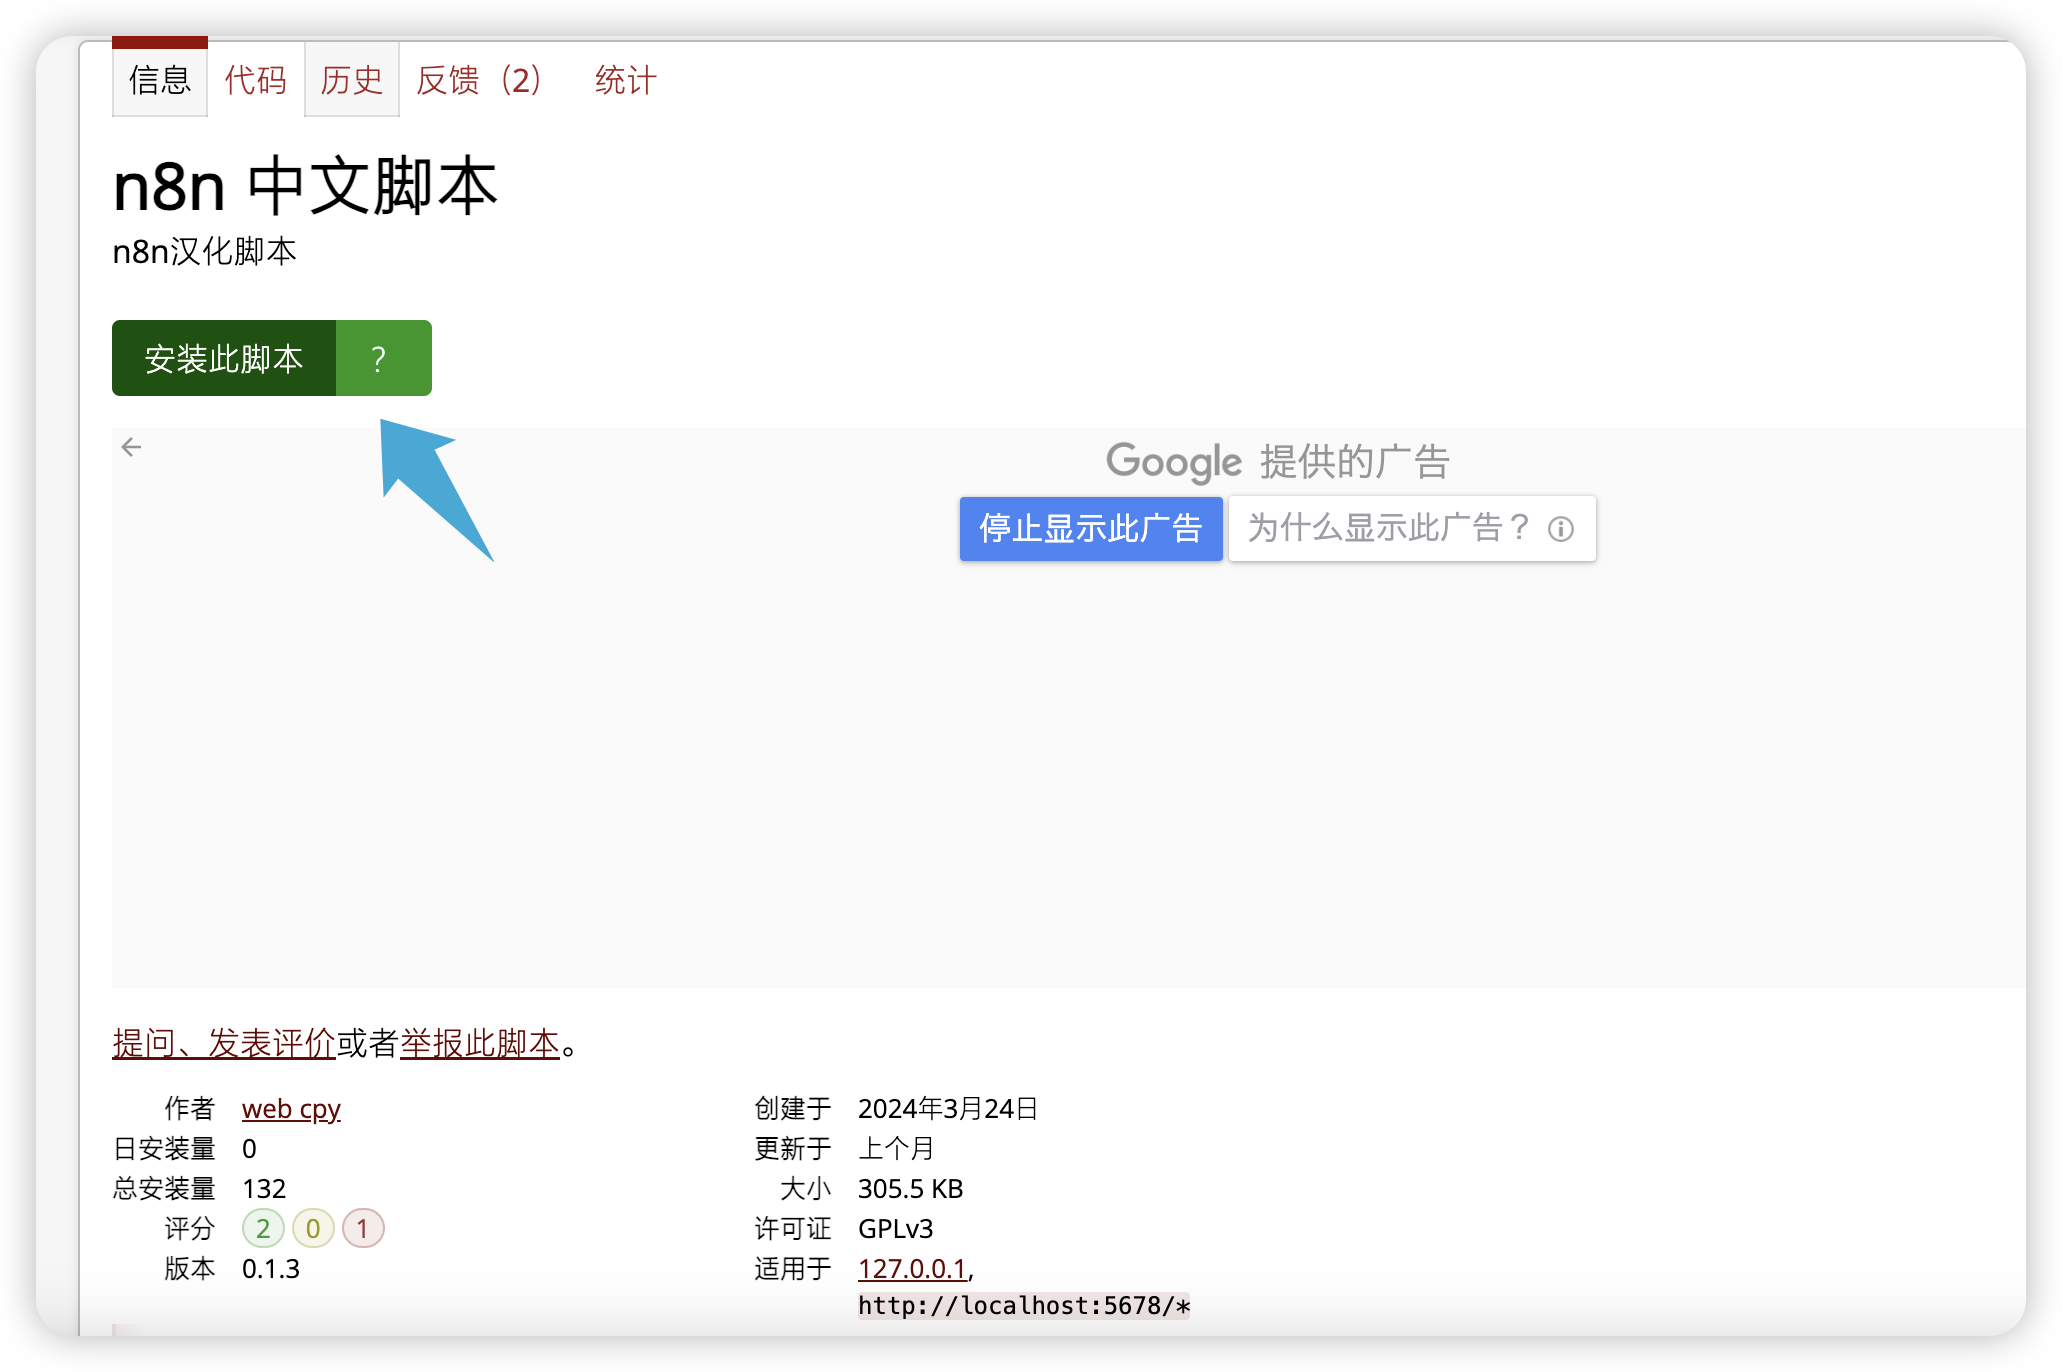 信息 代码 历史 反馈（2） 统计
n8n 中文脚本
n8n汉化脚本
安装此脚本 ?
Google 提供的广告
停止显示此广告 为什么显示此广告？
提问、发表评价或者举报此脚本。
作者 web cpy
日安装量 0
总安装量 132
评分 2 0 1
版本 0.1.3
创建于 2024年3月24日
更新于 上个月
大小 305.5 KB
许可证 GPLv3
适用于 127.0.0.1,
http://localhost:5678/*